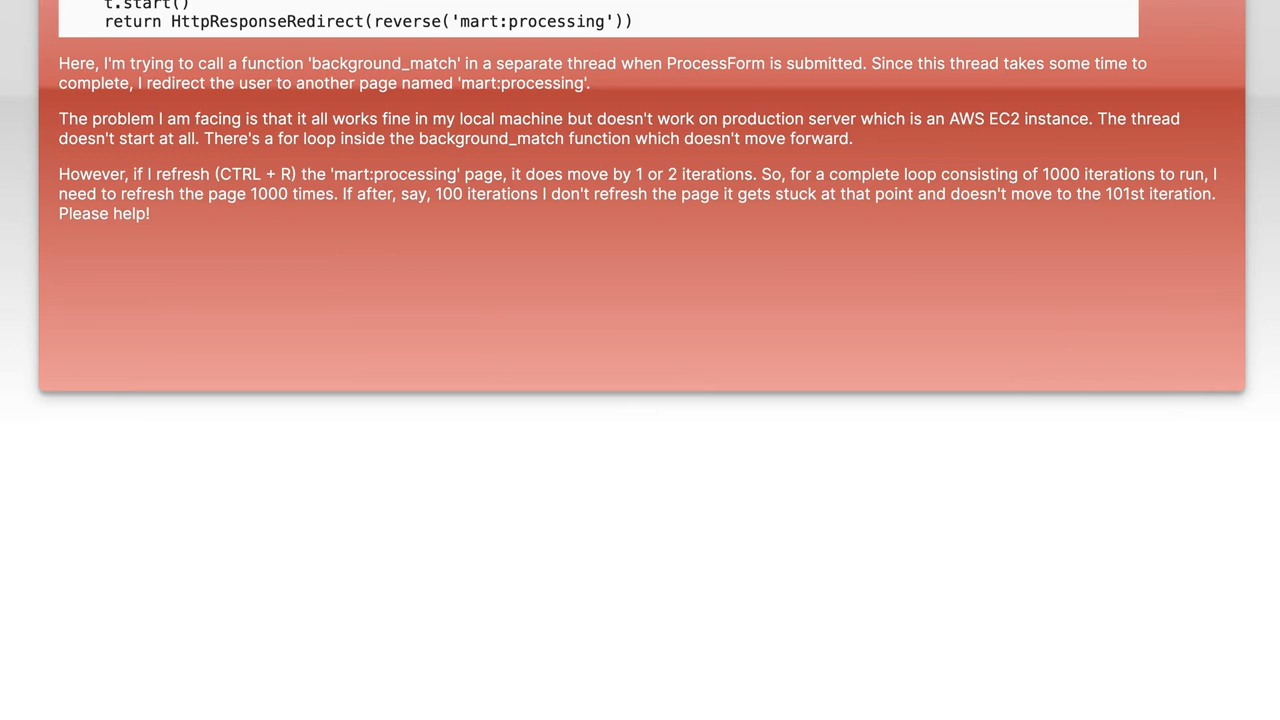 t.start()
return HttpResponseRedirect(reverse('mart:processing'))
Here, I'm trying to call a function 'background_match' in a separate thread when ProcessForm is submitted. Since this thread takes some time to
complete, I redirect the user to another page named 'mart:processing'.
The problem I am facing is that it all works fine in my local machine but doesn't work on production server which is an AWS EC2 instance. The thread
doesn't start at all. There's a for loop inside the background_match function which doesn't move forward.
However, if I refresh (CTRL + R) the 'mart:processing' page, it does move by 1 or 2 iterations. So, for a complete loop consisting of 1000 iterations to run, I
need to refresh the page 1000 times. If after, say, 100 iterations I don't refresh the page it gets stuck at that point and doesn't move to the 101st iteration.
Please help!